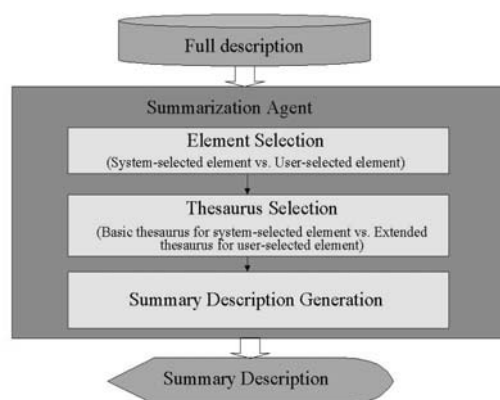 Full description
Summarization Agent
Element Selection
(System-selected element vs. User-selected element)
Thesaurus Selection
(Basic thesaurus for system-selected element vs. Extended
thesaurus for user-selected element)
Summary Description Generation
Summary Description